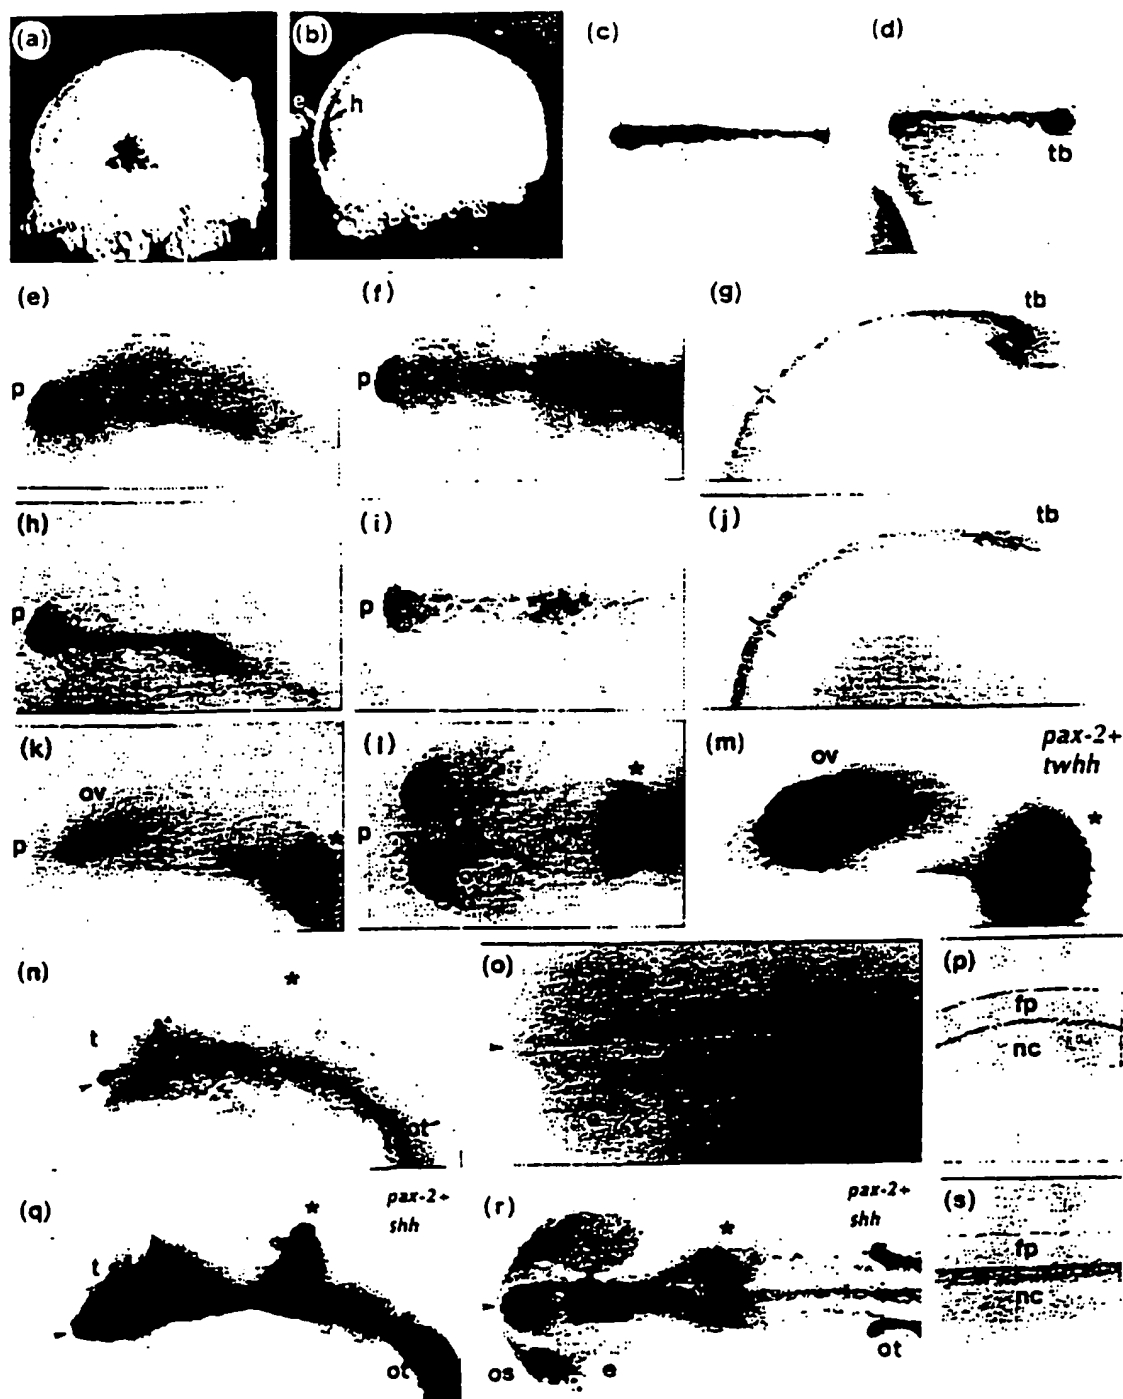 (a)
(b)
e
h
(c)
(d)
tb
(e)
p
(f)
p
(g)
tb
(h)
p
(i)
p
(j)
tb
(k)
ov
*
p
(l)
*
p
ov
(m)
ov
pax-2+
twhh
*
(n)
*
t
ot
(o)
(p)
fp
nc
(q)
*
pax-2+
shh
t
ot
(r)
*
pax-2+
shh
os
e
ot
(s)
fp
nc